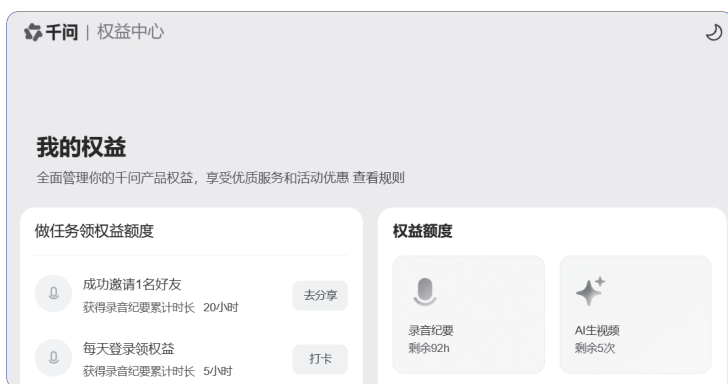 千问 | 权益中心
我的权益
全面管理你的千问产品权益，享受优质服务和活动优惠 查看规则
做任务领权益额度
成功邀请1名好友
获得录音纪要累计时长 20小时
去分享
每天登录领权益
获得录音纪要累计时长 5小时
打卡
权益额度
录音纪要
剩余92h
AI生视频
剩余5次